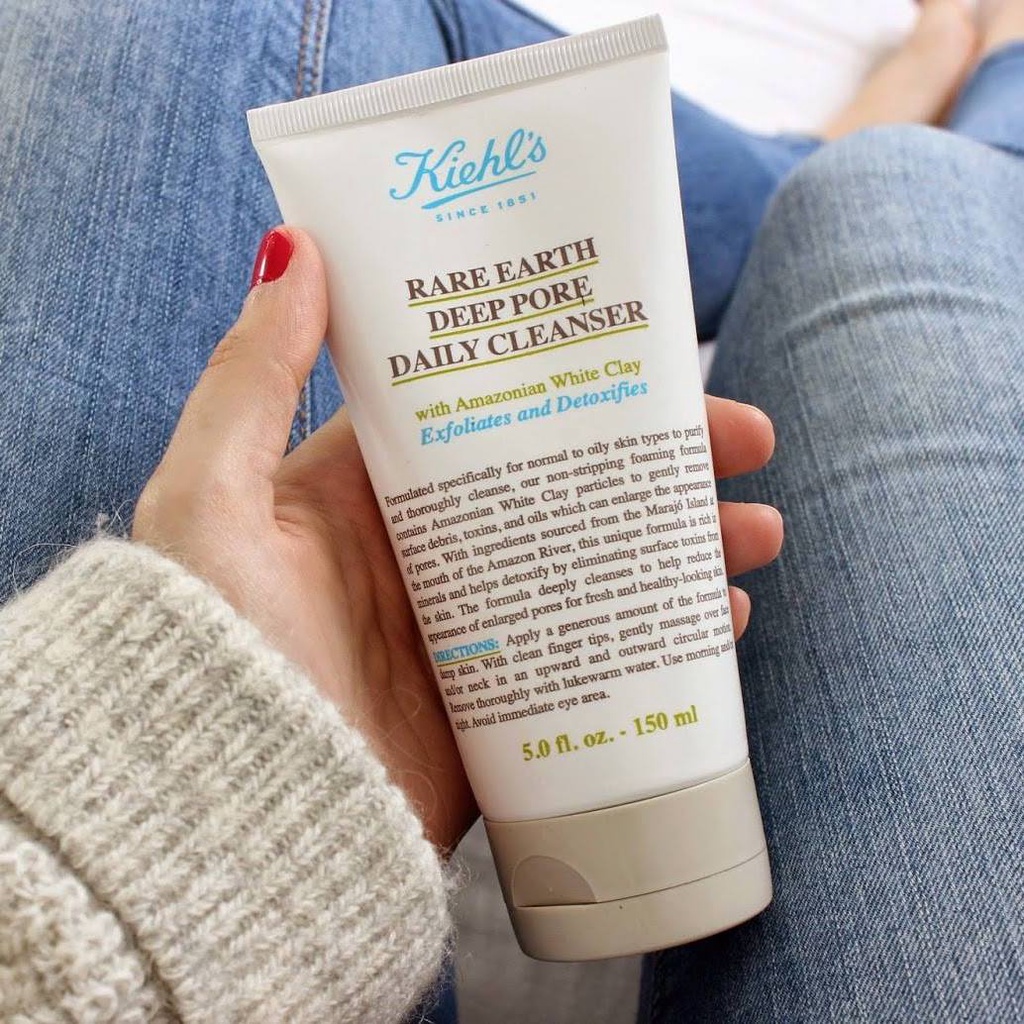 Kiehl's
SINCE 1851
RARE EARTH
DEEP PORE
DAILY CLEANSER
with Amazonian White Clay
Exfoliates and Detoxifies
Formulated specifically for normal to oily skin types to purify
and thoroughly cleanse, our non-stripping foaming formula
contains Amazonian White Clay particles to gently remove
surface debris, toxins, and oils which can enlarge the appearance
of pores. With ingredients sourced from the Marajó Island at
the mouth of the Amazon River, this unique formula is rich in
minerals and helps detoxify by eliminating surface toxins from
the skin. The formula deeply cleanses to help reduce the
appearance of enlarged pores for fresh and healthy-looking skin.
DIRECTIONS: Apply a generous amount of the formula to
damp skin. With clean finger tips, gently massage over face
and/or neck in an upward and outward circular motion.
Remove thoroughly with lukewarm water. Use morning and/or
night. Avoid immediate eye area.
5.0 fl. oz. - 150 ml